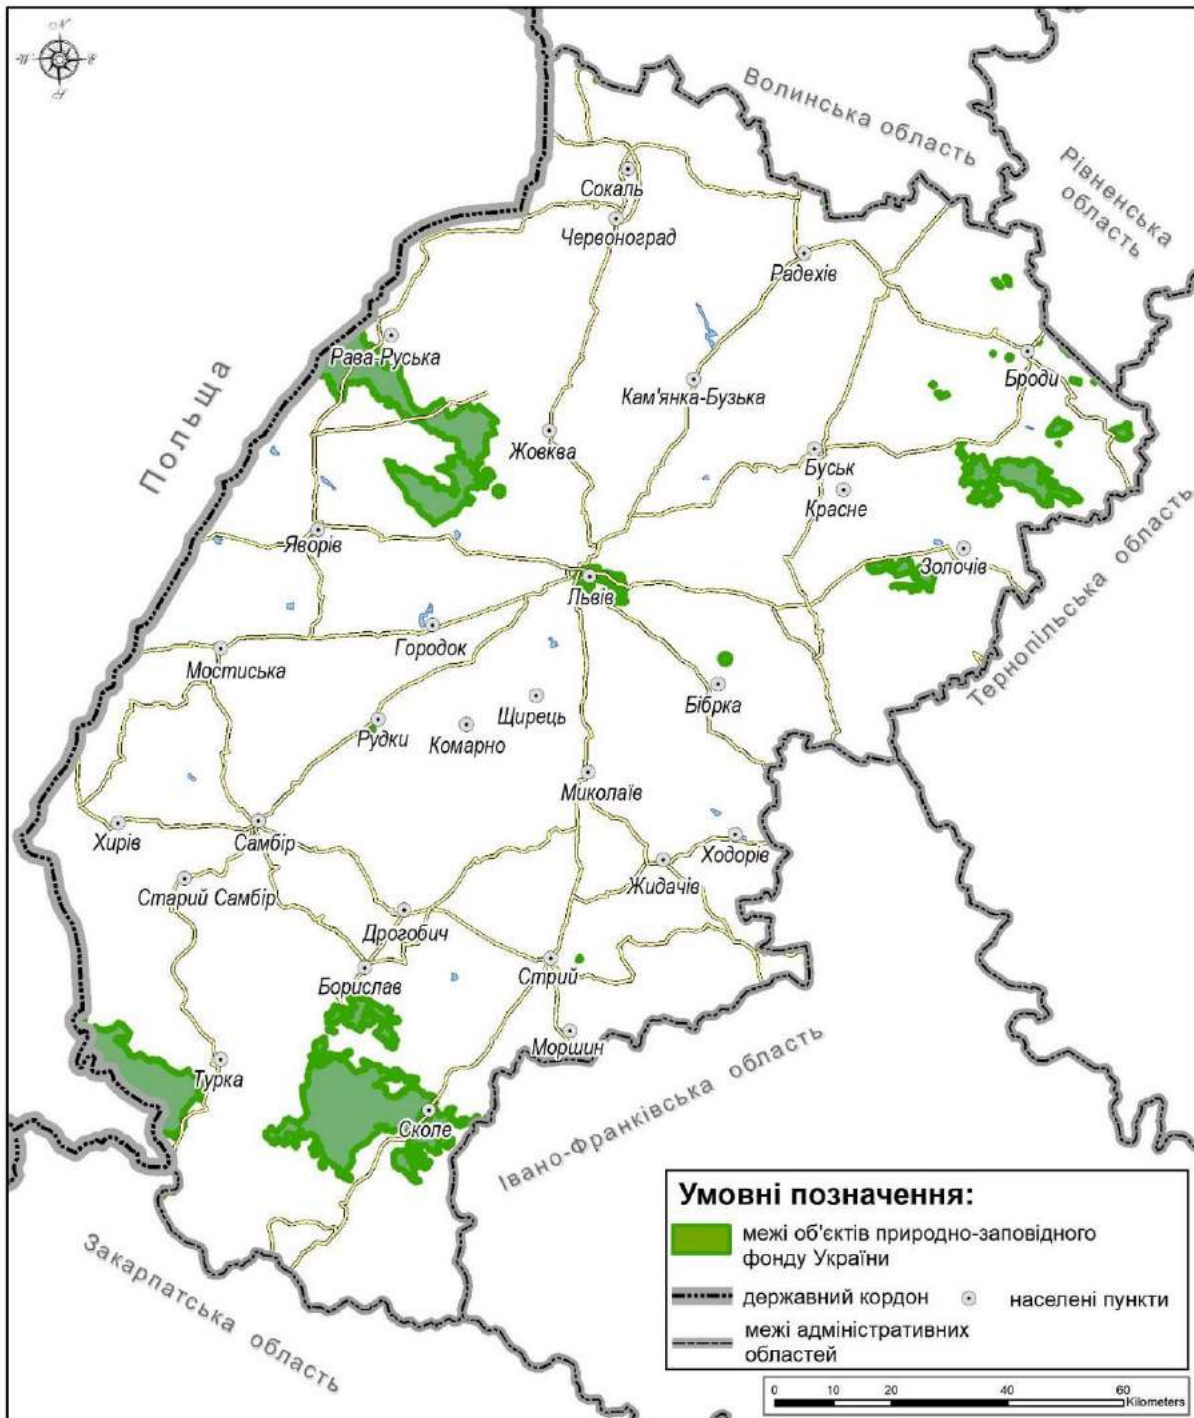 N
W
E
S
Волинська область
Рівненська
область
Сокаль
Червоноград
Радехів
Рава-Руська
Броди
Польща
Кам'янка-Бузька
Жовква
Буськ
Красне
Яворів
Золочів
Львів
Тернопільська область
Городок
Мостиська
Бібрка
Щирець
Рудки
Комарно
Миколаїв
Хирів
Самбір
Ходорів
Жидачів
Старий Самбір
Дрогобич
Стрий
Борислав
Моршин
Турка
Сколе
Івано-Франківська область
Закарпатська область
Умовні позначення:
межі об'єктів природно-заповідного
фонду України
державний кордон
населені пункти
межі адміністративних
областей
0 10 20 40 60
Kilometers